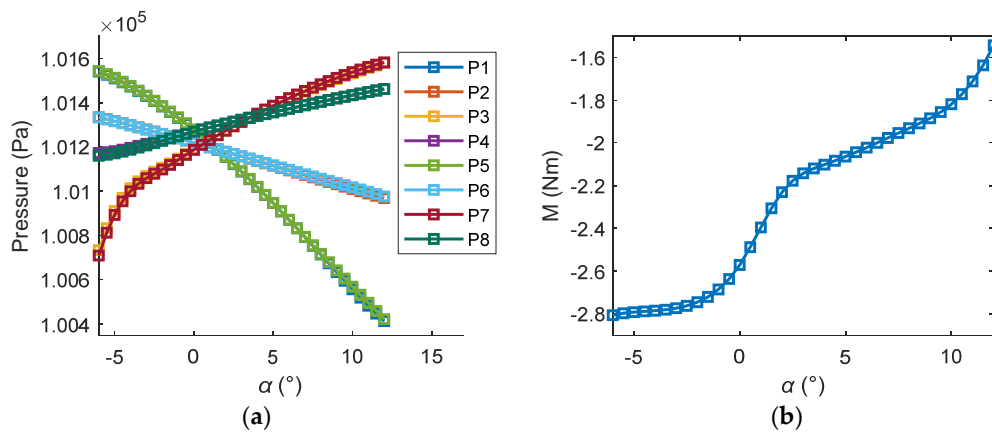 × 10⁵
1.016
1.014
1.012
1.01
1.008
1.006
1.004
Pressure (Pa)
-5 0 5 10 15
α (°)
P1
P2
P3
P4
P5
P6
P7
P8
(a)
-1.6
-1.8
-2
-2.2
-2.4
-2.6
-2.8
M (Nm)
-5 0 5 10
α (°)
(b)